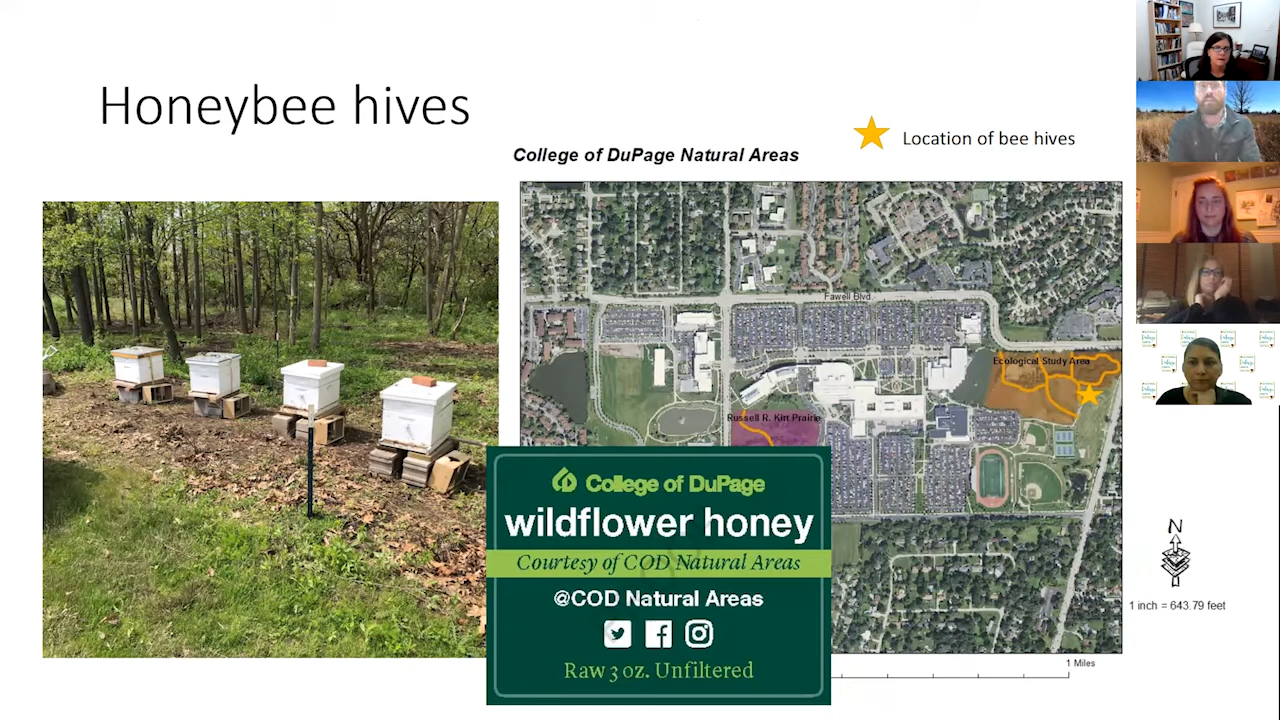 Honeybee hives
Location of bee hives
College of DuPage Natural Areas
Fawell Blvd.
Ecological Study Area
Russell R. Kirt Prairie
College of DuPage
wildflower honey
Courtesy of COD Natural Areas
@COD Natural Areas
Raw 3 oz. Unfiltered
N
1 inch = 643.79 feet
1 Miles